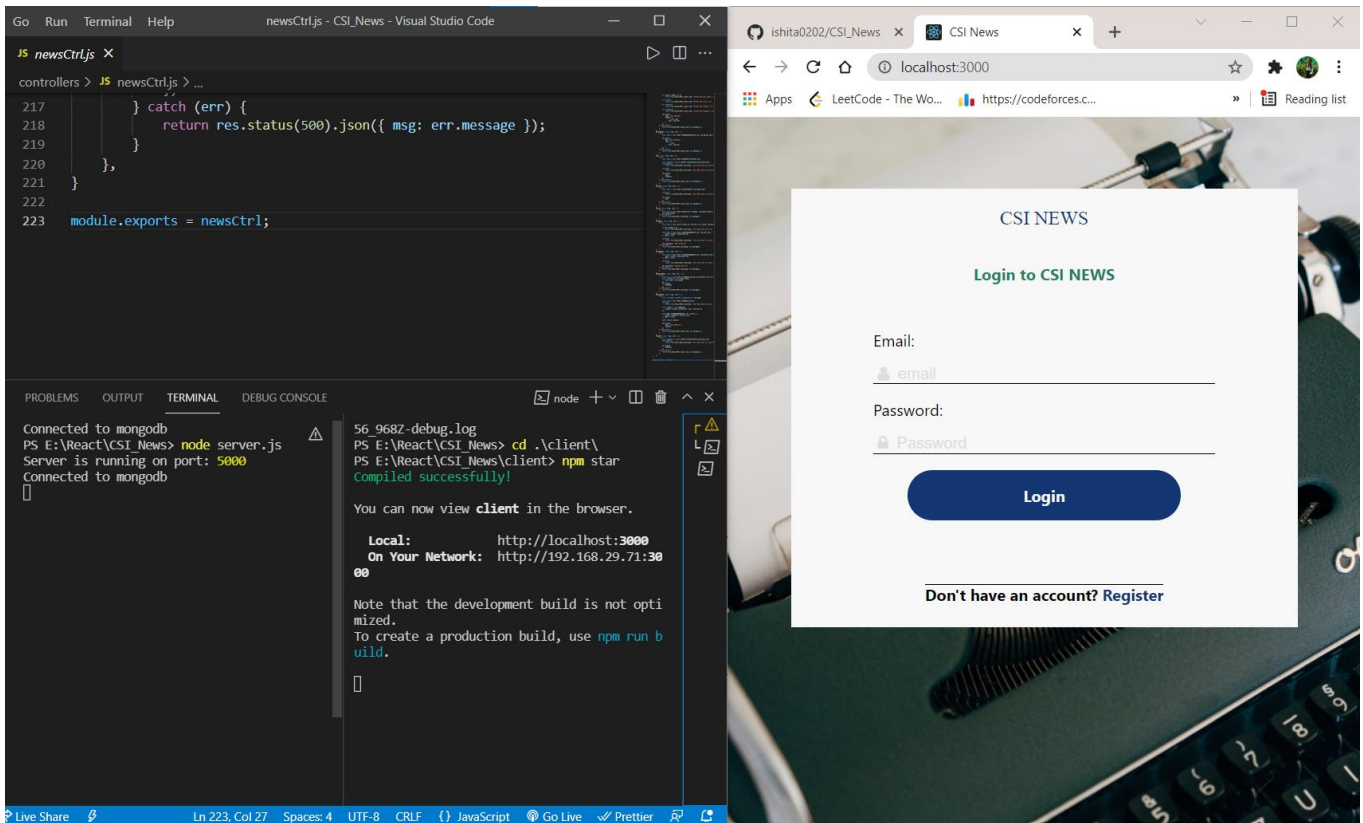 Go Run Terminal Help newsCtrl.js - CSI_News - Visual Studio Code
JS newsCtrl.js
controllers > JS newsCtrl.js > ...
217 } catch (err) {
218 return res.status(500).json({ msg: err.message });
219 }
220 },
221 }
222
223 module.exports = newsCtrl;
PROBLEMS OUTPUT TERMINAL DEBUG CONSOLE
node
Connected to mongodb
PS E:\React\CSI_News> node server.js
Server is running on port: 5000
Connected to mongodb
56_968Z-debug.log
PS E:\React\CSI_News> cd .\client\
PS E:\React\CSI_News\client> npm star
Compiled successfully!
You can now view client in the browser.
Local: http://localhost:3000
On Your Network: http://192.168.29.71:30
00
Note that the development build is not opti
mized.
To create a production build, use npm run b
uild.
Live Share Ln 223, Col 27 Spaces: 4 UTF-8 CRLF {} JavaScript Go Live Prettier
ishita0202/CSI_News
CSI News
localhost:3000
Apps LeetCode - The Wo... https://codeforces.c... » Reading list
CSI NEWS
Login to CSI NEWS
Email:
email
Password:
Password
Login
Don't have an account? Register